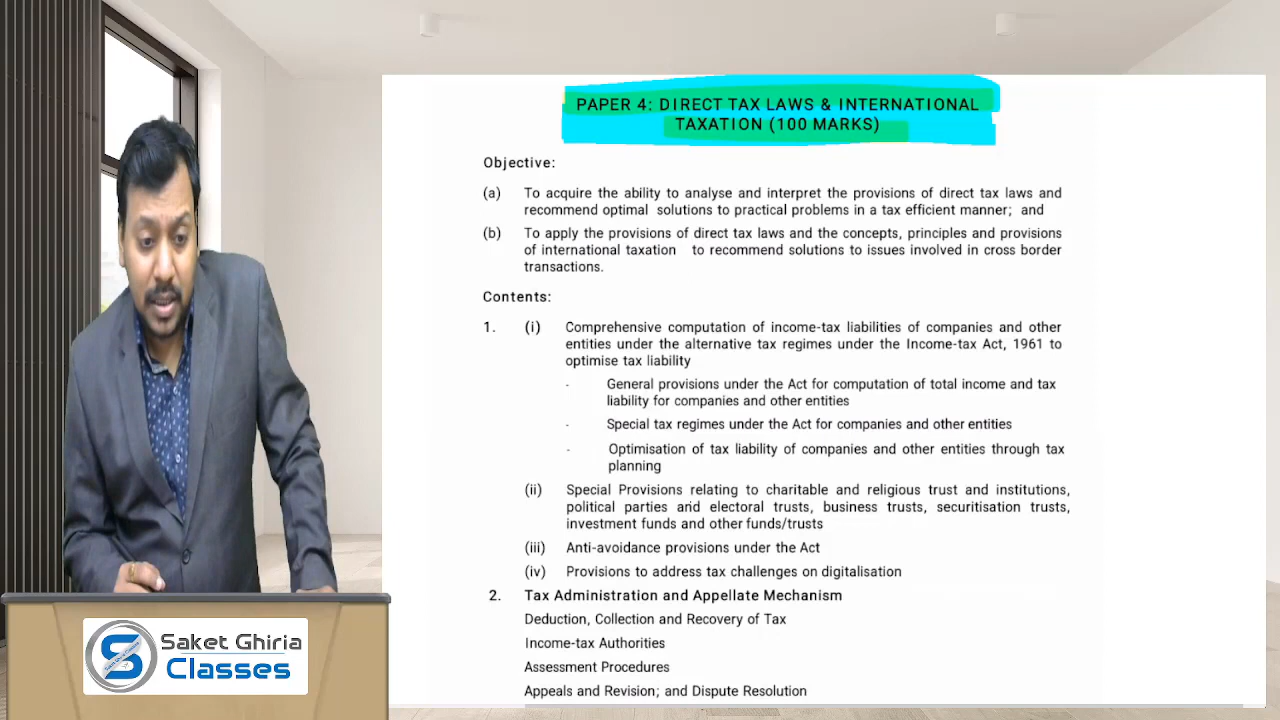 PAPER 4: DIRECT TAX LAWS & INTERNATIONAL
TAXATION (100 MARKS)
Objective:
(a) To acquire the ability to analyse and interpret the provisions of direct tax laws and
recommend optimal solutions to practical problems in a tax efficient manner; and
(b) To apply the provisions of direct tax laws and the concepts, principles and provisions
of international taxation to recommend solutions to issues involved in cross border
transactions.
Contents:
1. (i) Comprehensive computation of income-tax liabilities of companies and other
entities under the alternative tax regimes under the Income-tax Act, 1961 to
optimise tax liability
- General provisions under the Act for computation of total income and tax
liability for companies and other entities
- Special tax regimes under the Act for companies and other entities
- Optimisation of tax liability of companies and other entities through tax
planning
(ii) Special Provisions relating to charitable and religious trust and institutions,
political parties and electoral trusts, business trusts, securitisation trusts,
investment funds and other funds/trusts
(iii) Anti-avoidance provisions under the Act
(iv) Provisions to address tax challenges on digitalisation
2. Tax Administration and Appellate Mechanism
Deduction, Collection and Recovery of Tax
Income-tax Authorities
Assessment Procedures
Appeals and Revision; and Dispute Resolution
Saket Ghiria
Classes